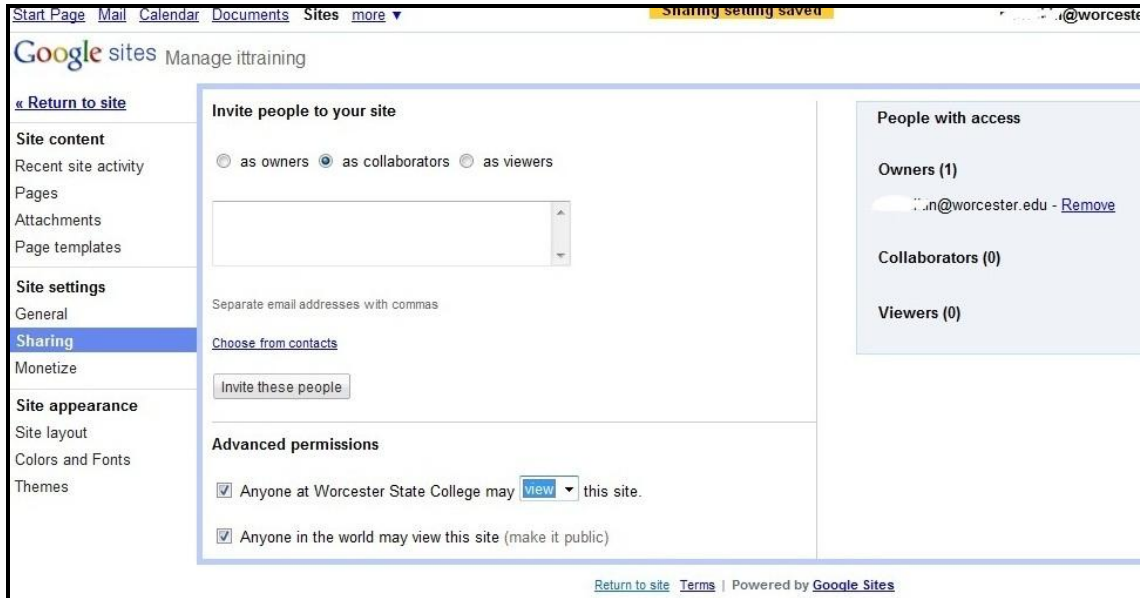 Start Page Mail Calendar Documents Sites more ▼ Sharing setting saved
Google sites Manage ittraining
« Return to site
Site content
Recent site activity
Pages
Attachments
Page templates
Site settings
General
Sharing
Monetize
Site appearance
Site layout
Colors and Fonts
Themes
Invite people to your site
as owners as collaborators as viewers
Separate email addresses with commas
Choose from contacts
Invite these people
Advanced permissions
Anyone at Worcester State College may view this site.
Anyone in the world may view this site (make it public)
People with access
Owners (1)
@worcester.edu - Remove
Collaborators (0)
Viewers (0)
Return to site Terms | Powered by Google Sites